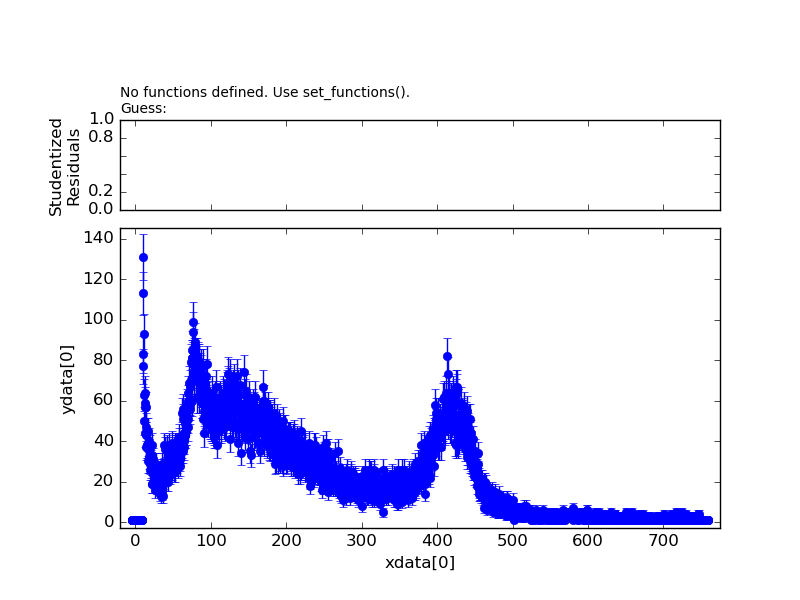 No functions defined. Use set_functions().
Guess:
Studentized
Residuals
1.0
0.8
0.2
0.0
ydata[0]
140
120
100
80
60
40
20
0
0 100 200 300 400 500 600 700
xdata[0]